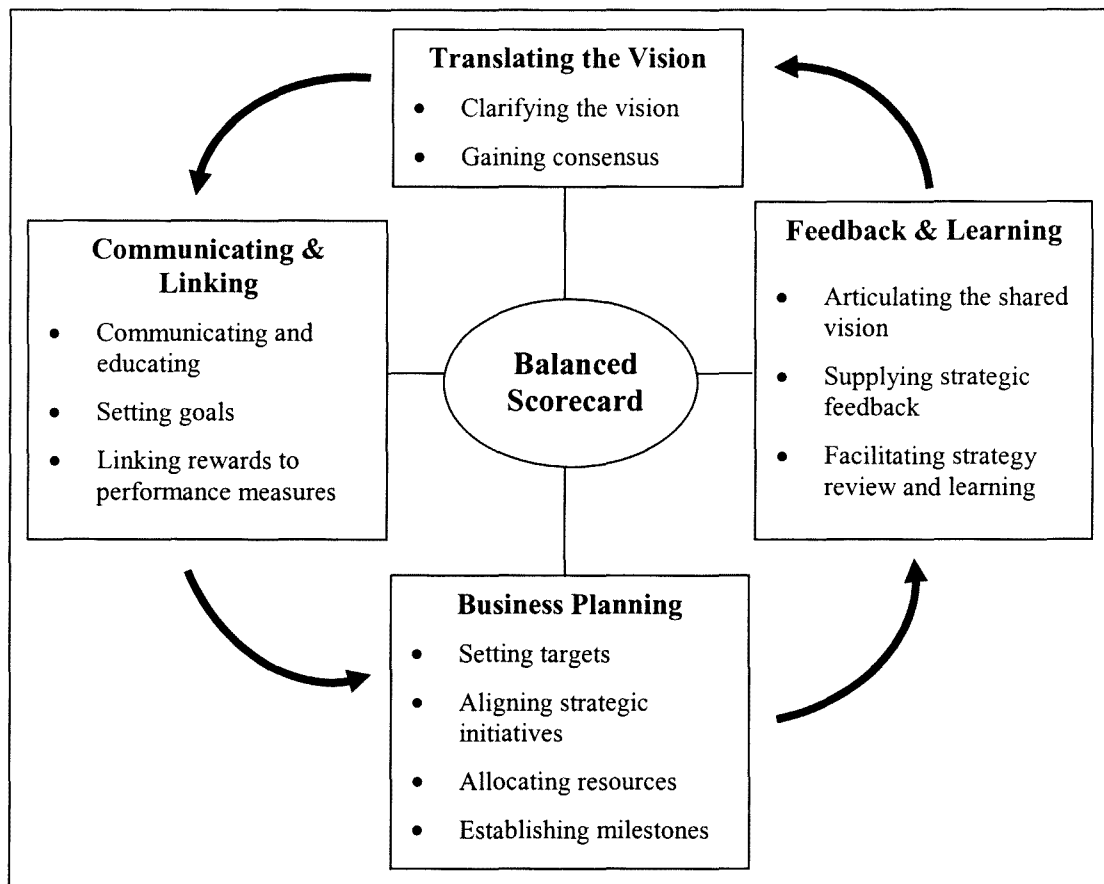 Translating the Vision
• Clarifying the vision
• Gaining consensus
Communicating &
Linking
• Communicating and
educating
• Setting goals
• Linking rewards to
performance measures
Balanced
Scorecard
Feedback & Learning
• Articulating the shared
vision
• Supplying strategic
feedback
• Facilitating strategy
review and learning
Business Planning
• Setting targets
• Aligning strategic
initiatives
• Allocating resources
• Establishing milestones